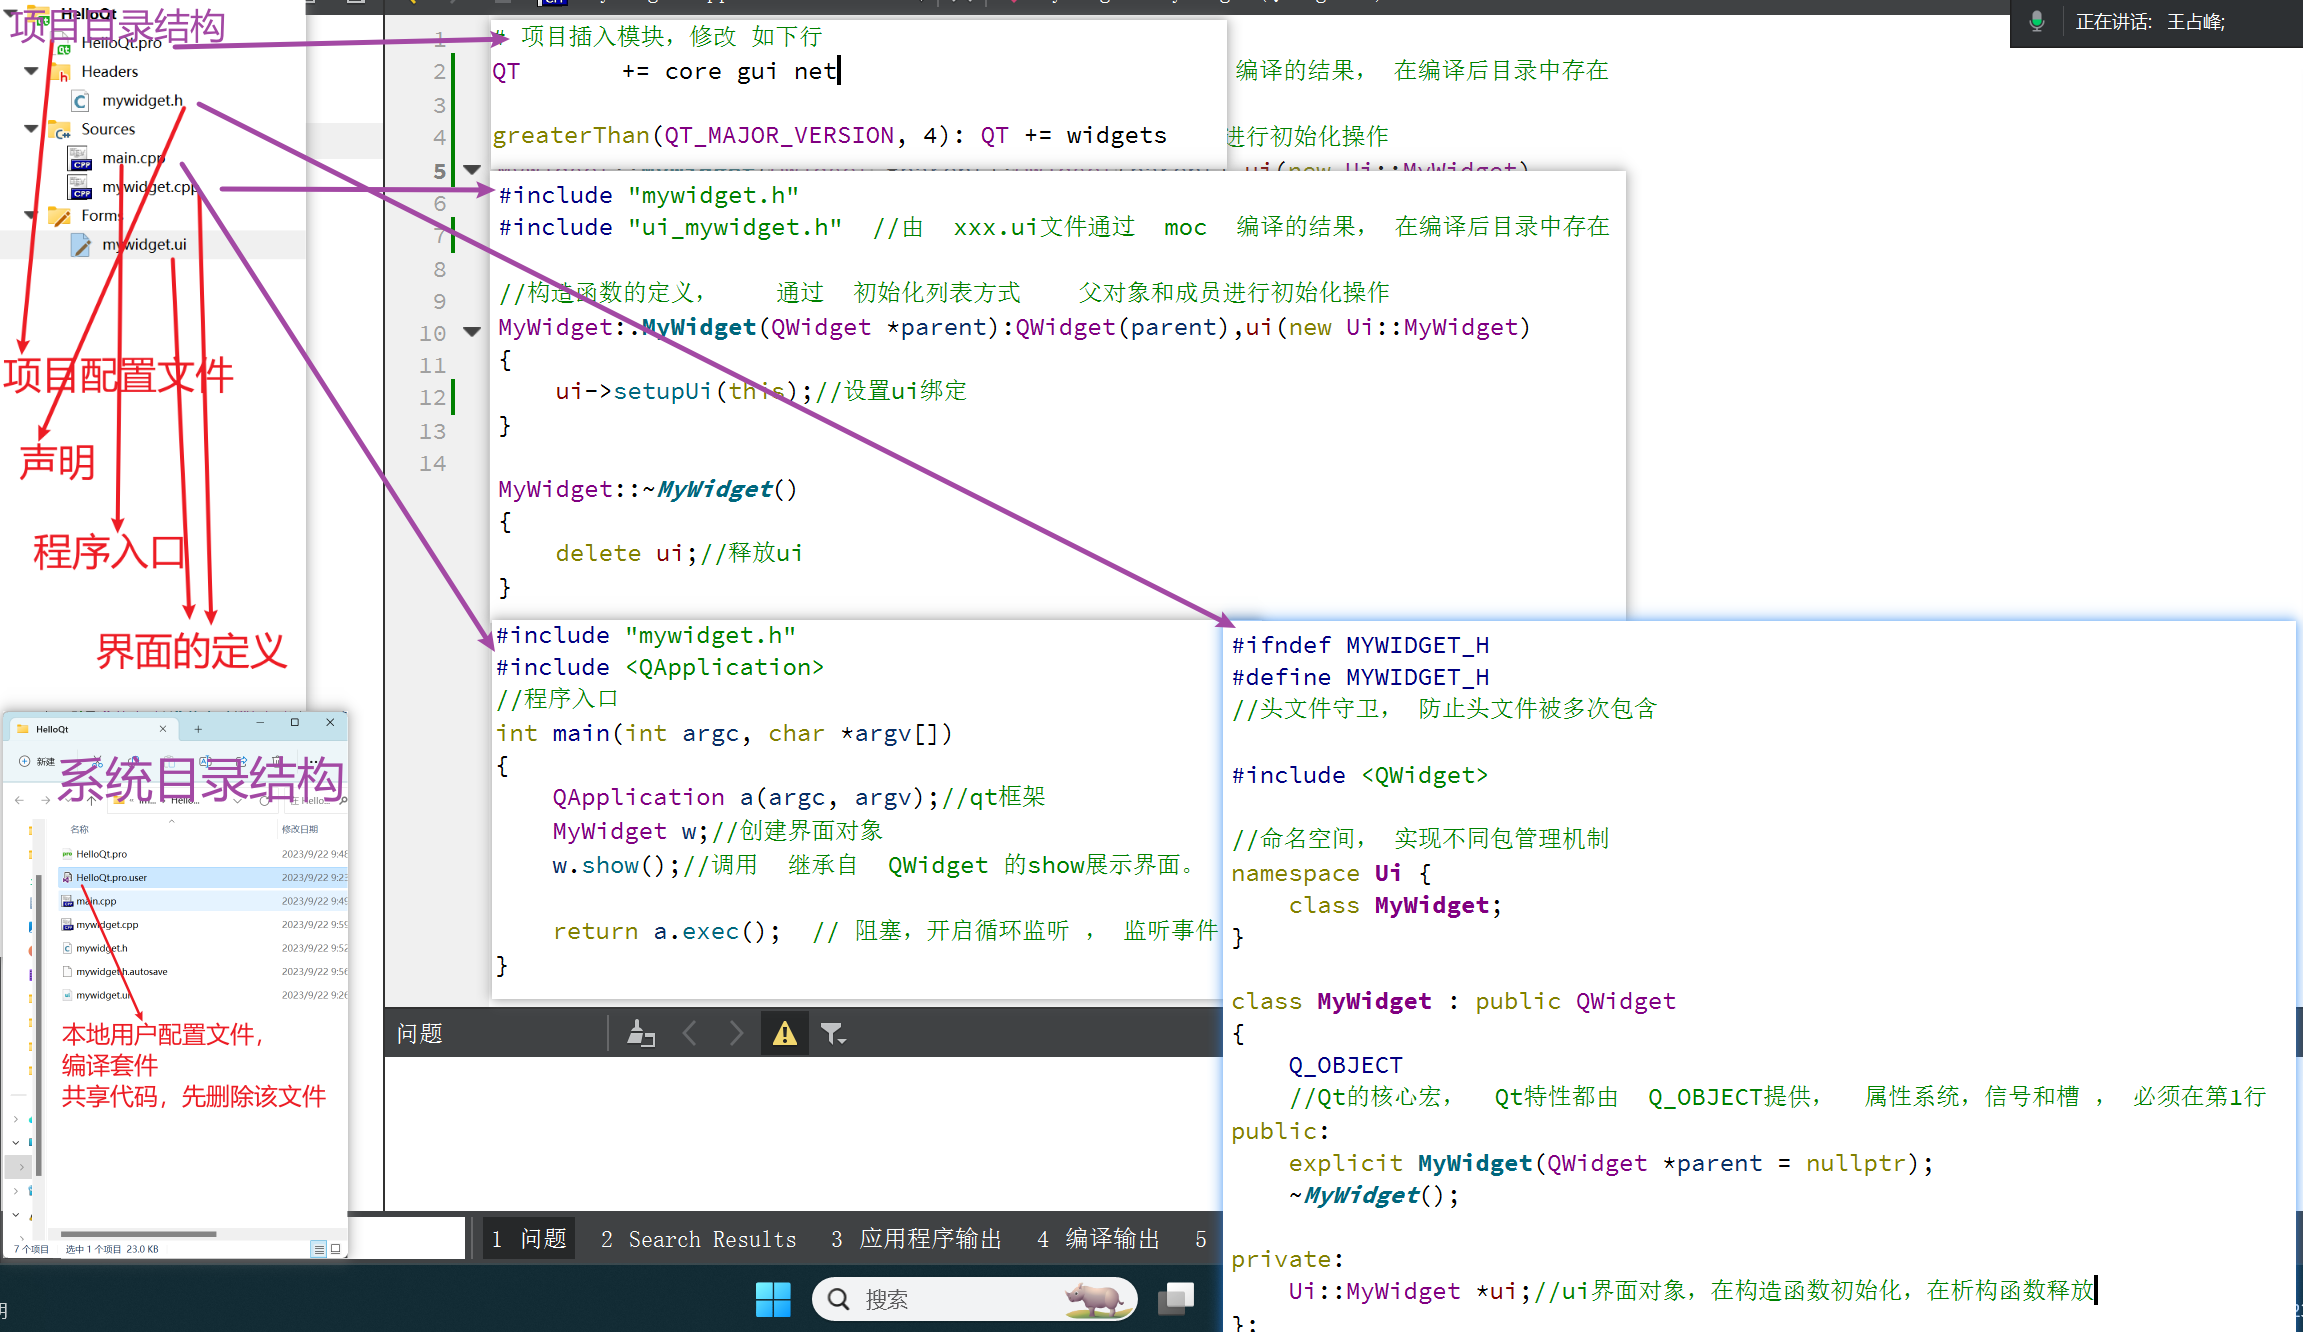 项目目录结构
HelloQt
HelloQt.pro
Headers
mywidget.h
Sources
main.cpp
mywidget.cpp
Forms
mywidget.ui
项目配置文件
声明
程序入口
界面的定义
正在讲话: 王占峰;
1
2
3
4
5
6
7
8
9
10
11
12
13
14
# 项目插入模块，修改 如下行
QT       += core gui net
编译的结果， 在编译后目录中存在
greaterThan(QT_MAJOR_VERSION, 4): QT += widgets
进行初始化操作
ui(new Ui::MyWidget)
#include "mywidget.h"
#include "ui_mywidget.h"  //由  xxx.ui文件通过  moc  编译的结果， 在编译后目录中存在
//构造函数的定义，    通过  初始化列表方式    父对象和成员进行初始化操作
MyWidget::MyWidget(QWidget *parent):QWidget(parent),ui(new Ui::MyWidget)
{
    ui->setupUi(this);//设置ui绑定
}
MyWidget::~MyWidget()
{
    delete ui;//释放ui
}
#include "mywidget.h"
#include <QApplication>
//程序入口
int main(int argc, char *argv[])
{
    QApplication a(argc, argv);//qt框架
    MyWidget w;//创建界面对象
    w.show();//调用  继承自  QWidget 的show展示界面。
    return a.exec();  // 阻塞，开启循环监听 ， 监听事件
}
#ifndef MYWIDGET_H
#define MYWIDGET_H
//头文件守卫， 防止头文件被多次包含
#include <QWidget>
//命名空间， 实现不同包管理机制
namespace Ui {
    class MyWidget;
}
class MyWidget : public QWidget
{
    Q_OBJECT
    //Qt的核心宏，  Qt特性都由  Q_OBJECT提供，  属性系统，信号和槽 ， 必须在第1行
public:
    explicit MyWidget(QWidget *parent = nullptr);
    ~MyWidget();
private:
    Ui::MyWidget *ui;//ui界面对象，在构造函数初始化，在析构函数释放
};
HelloQt
新建
系统目录结构
名称 修改日期
HelloQt.pro 2023/9/22 9:48
HelloQt.pro.user 2023/9/22 9:23
main.cpp 2023/9/22 9:49
mywidget.cpp 2023/9/22 9:59
mywidget.h 2023/9/22 9:52
mywidget.h.autosave 2023/9/22 9:56
mywidget.ui 2023/9/22 9:26
本地用户配置文件，
编译套件
共享代码，先删除该文件
7 个项目 选中 1 个项目 23.0 KB
问题
1 问题 2 Search Results 3 应用程序输出 4 编译输出 5
搜索